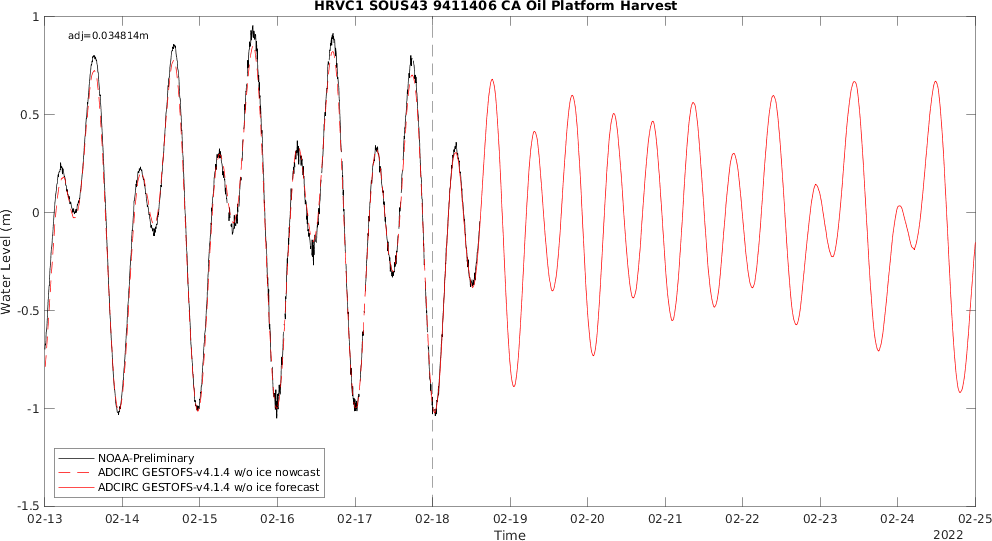 HRVC1 SOUS43 9411406 CA Oil Platform Harvest
adj=0.034814m
1
0.5
0
-0.5
-1
-1.5
Water Level (m)
NOAA-Preliminary
ADCIRC GESTOFS-v4.1.4 w/o ice nowcast
ADCIRC GESTOFS-v4.1.4 w/o ice forecast
02-13 02-14 02-15 02-16 02-17 02-18 02-19 02-20 02-21 02-22 02-23 02-24 02-25
Time
2022